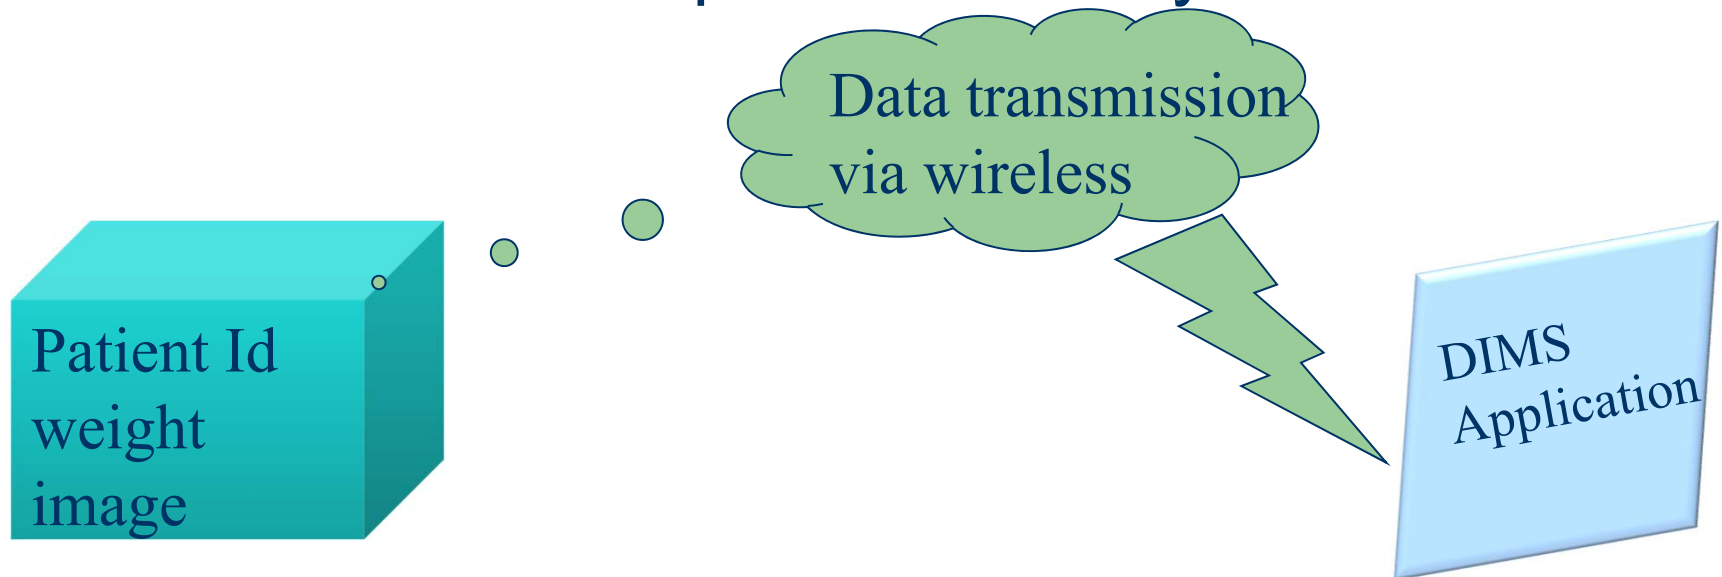 Data transmission
via wireless
Patient Id
weight
image
DIMS
Application